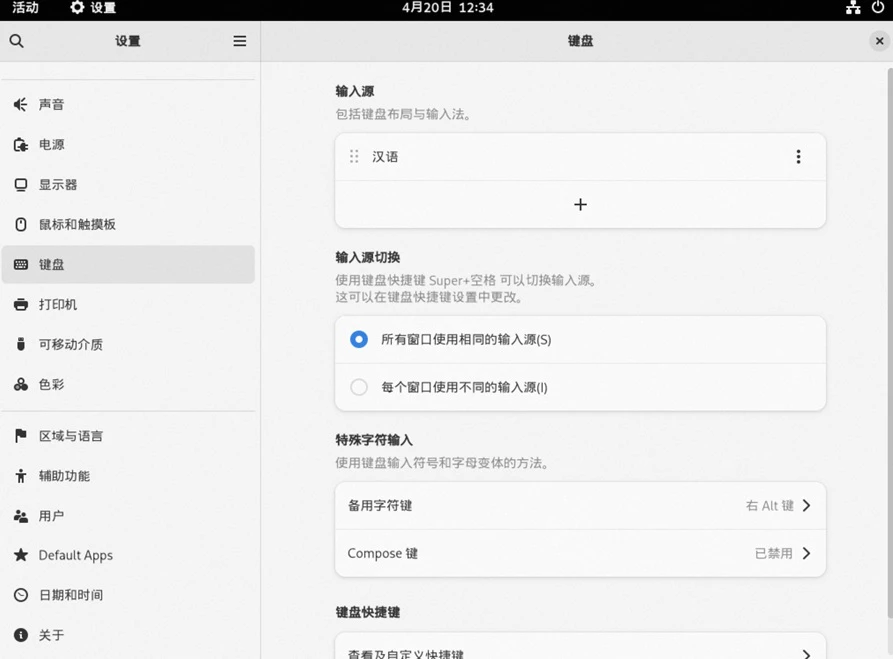 活动
设置
4月20日 12:34
设置
键盘
声音
电源
显示器
鼠标和触摸板
键盘
打印机
可移动介质
色彩
区域与语言
辅助功能
用户
Default Apps
日期和时间
关于
输入源
包括键盘布局与输入法。
汉语
输入源切换
使用键盘快捷键 Super+空格 可以切换输入源。
这可以在键盘快捷键设置中更改。
所有窗口使用相同的输入源(S)
每个窗口使用不同的输入源(I)
特殊字符输入
使用键盘输入符号和字母变体的方法。
备用字符键
右 Alt 键
Compose 键
已禁用
键盘快捷键
查看及自定义快捷键